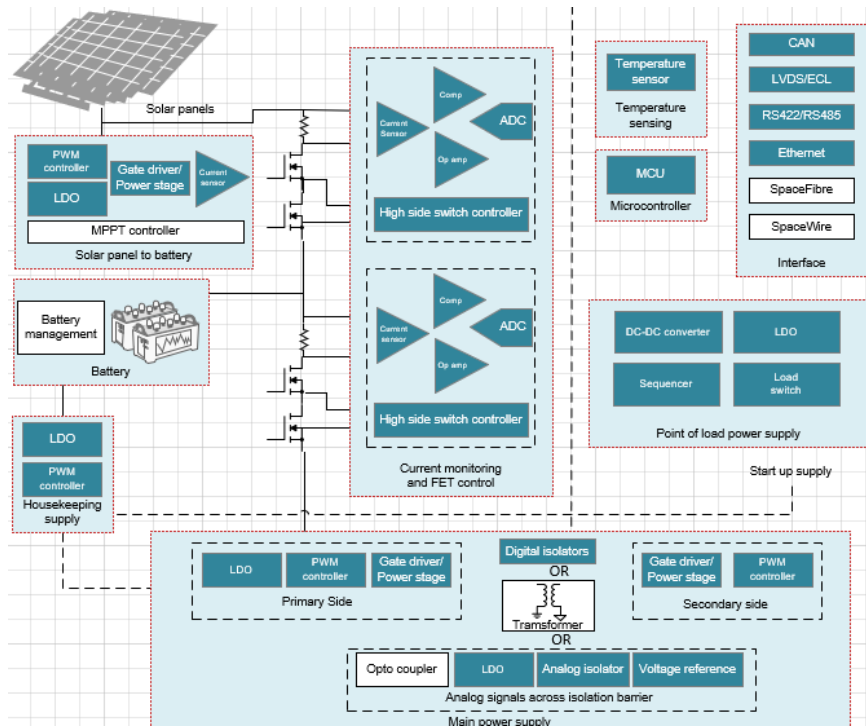 Solar panels
PWM
controller
LDO
Gate driver/
Power stage
Current
sensor
MPPT controller
Solar panel to battery
Battery
management
Battery
LDO
PWM
controller
Housekeeping
supply
Comp
Current
Sensor
ADC
Op amp
High side switch controller
Comp
Current
sensor
ADC
Op amp
High side switch controller
Current monitoring
and FET control
Temperature
sensor
Temperature
sensing
MCU
Microcontroller
CAN
LVDS/ECL
RS422/RS485
Ethernet
SpaceFibre
SpaceWire
Interface
DC-DC converter
LDO
Sequencer
Load
switch
Point of load power supply
Start up supply
LDO
PWM
controller
Gate driver/
Power stage
Primary Side
Digital isolators
OR
Tramsformer
OR
Gate driver/
Power stage
PWM
controller
Secondary side
Opto coupler
LDO
Analog isolator
Voltage reference
Analog signals across isolation barrier
Main power supply